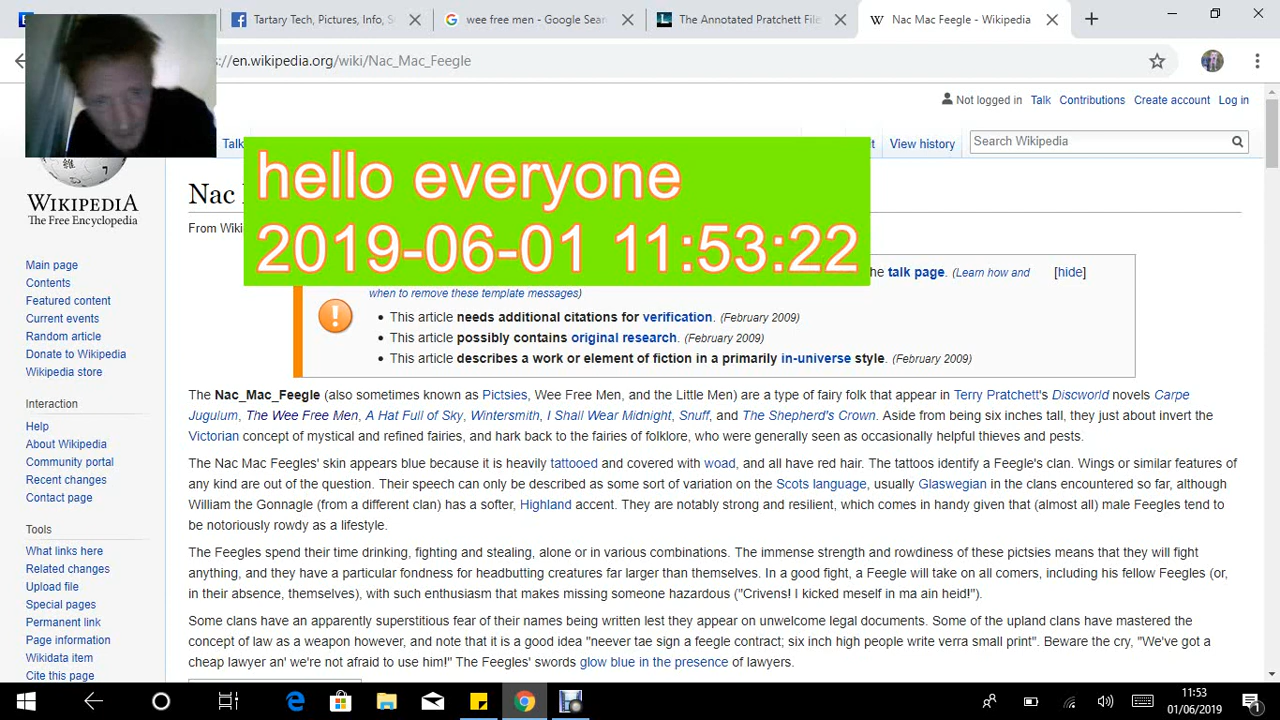 Tartary Tech, Pictures, Info, S
wee free men - Google Sear
The Annotated Pratchett File
Nac Mac Feegle - Wikipedia
en.wikipedia.org/wiki/Nac_Mac_Feegle
Not logged in Talk Contributions Create account Log in
Talk
View history
Search Wikipedia
WIKIPEDIA
The Free Encyclopedia
Nac
hello everyone
2019-06-01 11:53:22
From Wiki
talk page. (Learn how and [hide]
when to remove these template messages)
This article needs additional citations for verification. (February 2009)
This article possibly contains original research. (February 2009)
This article describes a work or element of fiction in a primarily in-universe style. (February 2009)
The Nac_Mac_Feegle (also sometimes known as Pictsies, Wee Free Men, and the Little Men) are a type of fairy folk that appear in Terry Pratchett's Discworld novels Carpe
Jugulum, The Wee Free Men, A Hat Full of Sky, Wintersmith, I Shall Wear Midnight, Snuff, and The Shepherd's Crown. Aside from being six inches tall, they just about invert the
Victorian concept of mystical and refined fairies, and hark back to the fairies of folklore, who were generally seen as occasionally helpful thieves and pests.
The Nac Mac Feegles' skin appears blue because it is heavily tattooed and covered with woad, and all have red hair. The tattoos identify a Feegle's clan. Wings or similar features of
any kind are out of the question. Their speech can only be described as some sort of variation on the Scots language, usually Glaswegian in the clans encountered so far, although
William the Gonnagle (from a different clan) has a softer, Highland accent. They are notably strong and resilient, which comes in handy given that (almost all) male Feegles tend to
be notoriously rowdy as a lifestyle.
The Feegles spend their time drinking, fighting and stealing, alone or in various combinations. The immense strength and rowdiness of these pictsies means that they will fight
anything, and they have a particular fondness for headbutting creatures far larger than themselves. In a good fight, a Feegle will take on all comers, including his fellow Feegles (or,
in their absence, themselves), with such enthusiasm that makes missing someone hazardous ("Crivens! I kicked meself in ma ain heid!").
Some clans have an apparently superstitious fear of their names being written lest they appear on unwelcome legal documents. Some of the upland clans have mastered the
concept of law as a weapon however, and note that it is a good idea "neever tae sign a feegle contract; six inch high people write verra small print". Beware the cry, "We've got a
cheap lawyer an' we're not afraid to use him!" The Feegles' swords glow blue in the presence of lawyers.
Main page
Contents
Featured content
Current events
Random article
Donate to Wikipedia
Wikipedia store
Interaction
Help
About Wikipedia
Community portal
Recent changes
Contact page
Tools
What links here
Related changes
Upload file
Special pages
Permanent link
Page information
Wikidata item
Cite this page
11:53
01/06/2019